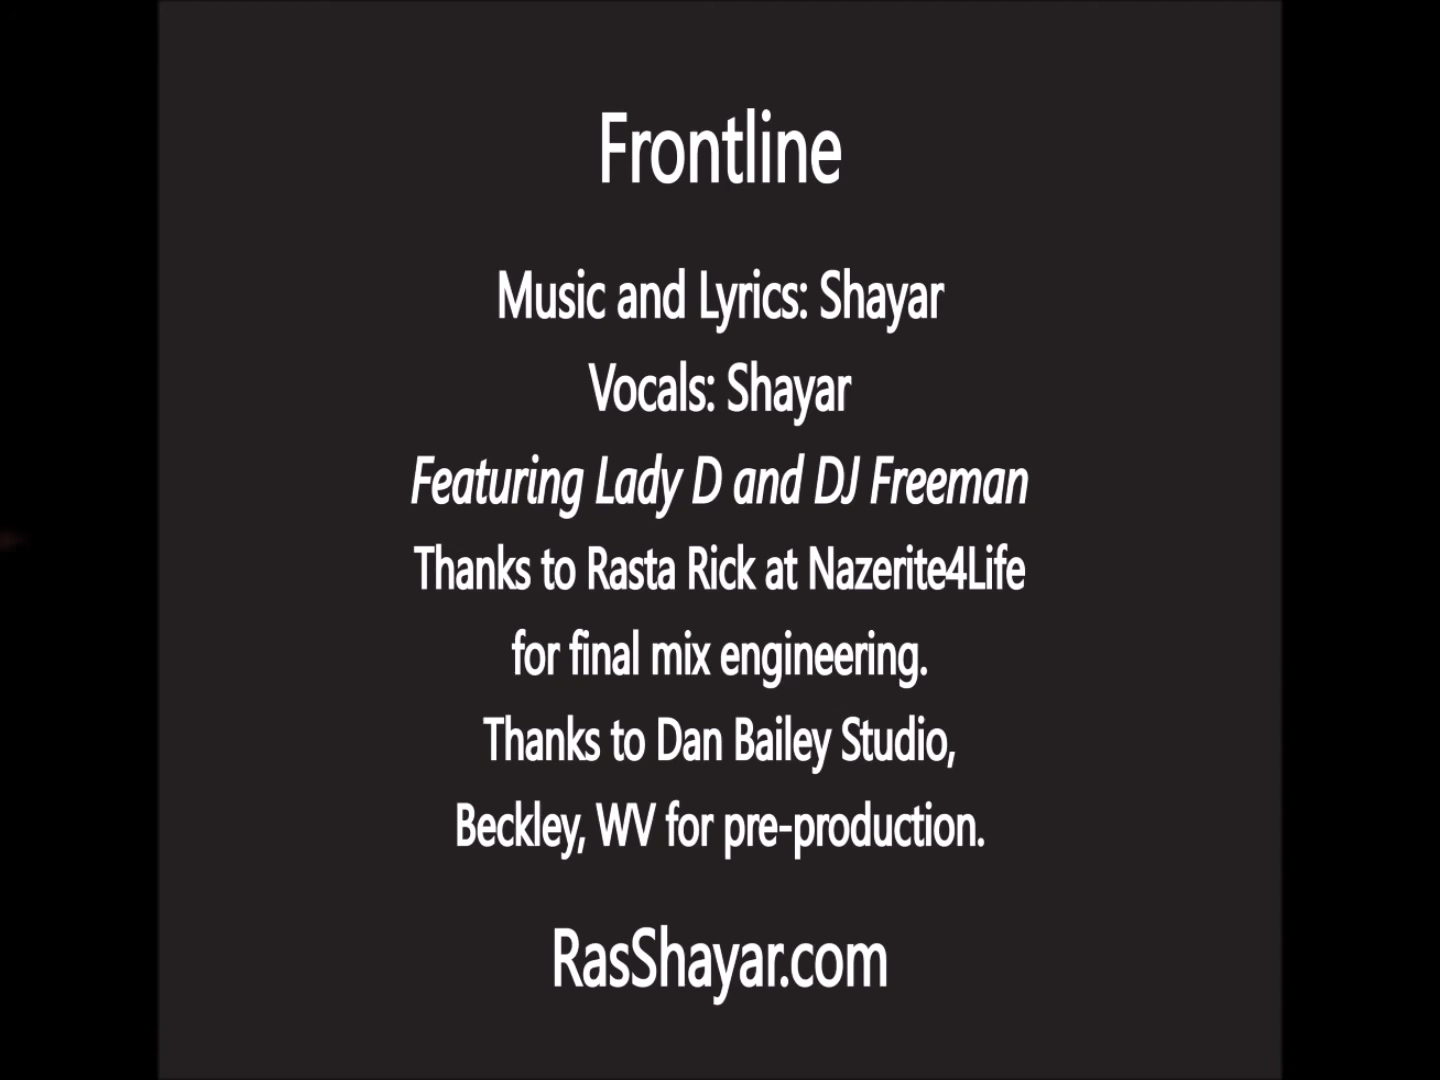 Frontline
Music and Lyrics: Shayar
Vocals: Shayar
Featuring Lady D and DJ Freeman
Thanks to Rasta Rick at Nazerite4Life
for final mix engineering.
Thanks to Dan Bailey Studio,
Beckley, WV for pre-production.
RasShayar.com